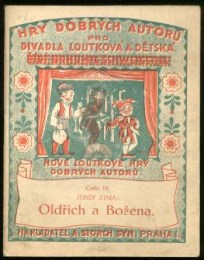 HRY DOBRÝCH AUTORŮ
PRO
DIVADLA LOUTKOVÁ A DĚTSKÁ
NOVÉ LOUTKOVÉ HRY
DOBRÝCH AUTORŮ
JOSEF ZIMA:
Oldřich a Božena.
NAKLADATEL A. STORCH SYN, PRAHA I.